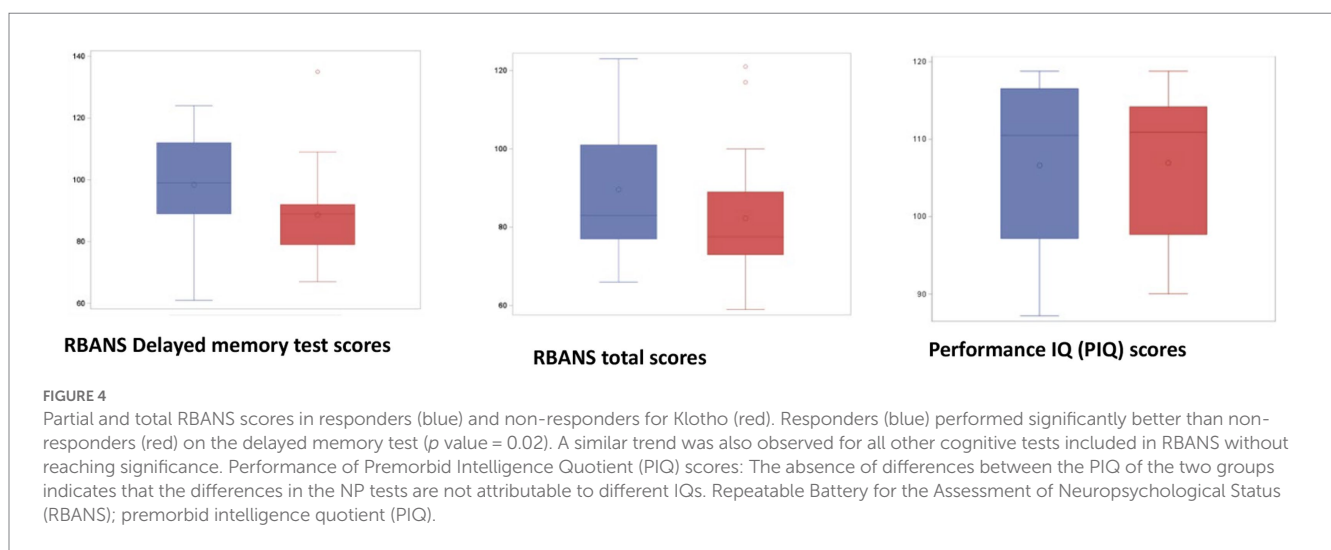 140
120
100
80
60
RBANS Delayed memory test scores
120
100
80
60
RBANS total scores
120
110
100
90
Performance IQ (PIQ) scores
FIGURE 4
Partial and total RBANS scores in responders (blue) and non-responders for Klotho (red). Responders (blue) performed significantly better than non-
responders (red) on the delayed memory test (p value = 0.02). A similar trend was also observed for all other cognitive tests included in RBANS without
reaching significance. Performance of Premorbid Intelligence Quotient (PIQ) scores: The absence of differences between the PIQ of the two groups
indicates that the differences in the NP tests are not attributable to different IQs. Repeatable Battery for the Assessment of Neuropsychological Status
(RBANS); premorbid intelligence quotient (PIQ).